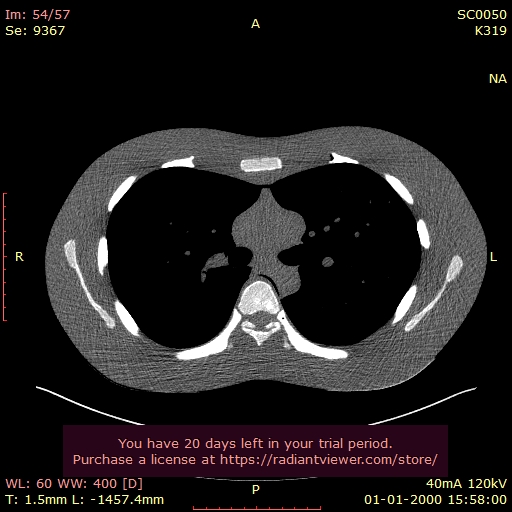 Im: 54/57
Se: 9367
A
SC0050
K319
NA
R
L
You have 20 days left in your trial period.
Purchase a license at https://radiantviewer.com/store/
WL: 60 WW: 400 [D]
T: 1.5mm L: -1457.4mm
P
40mA 120kV
01-01-2000 15:58:00